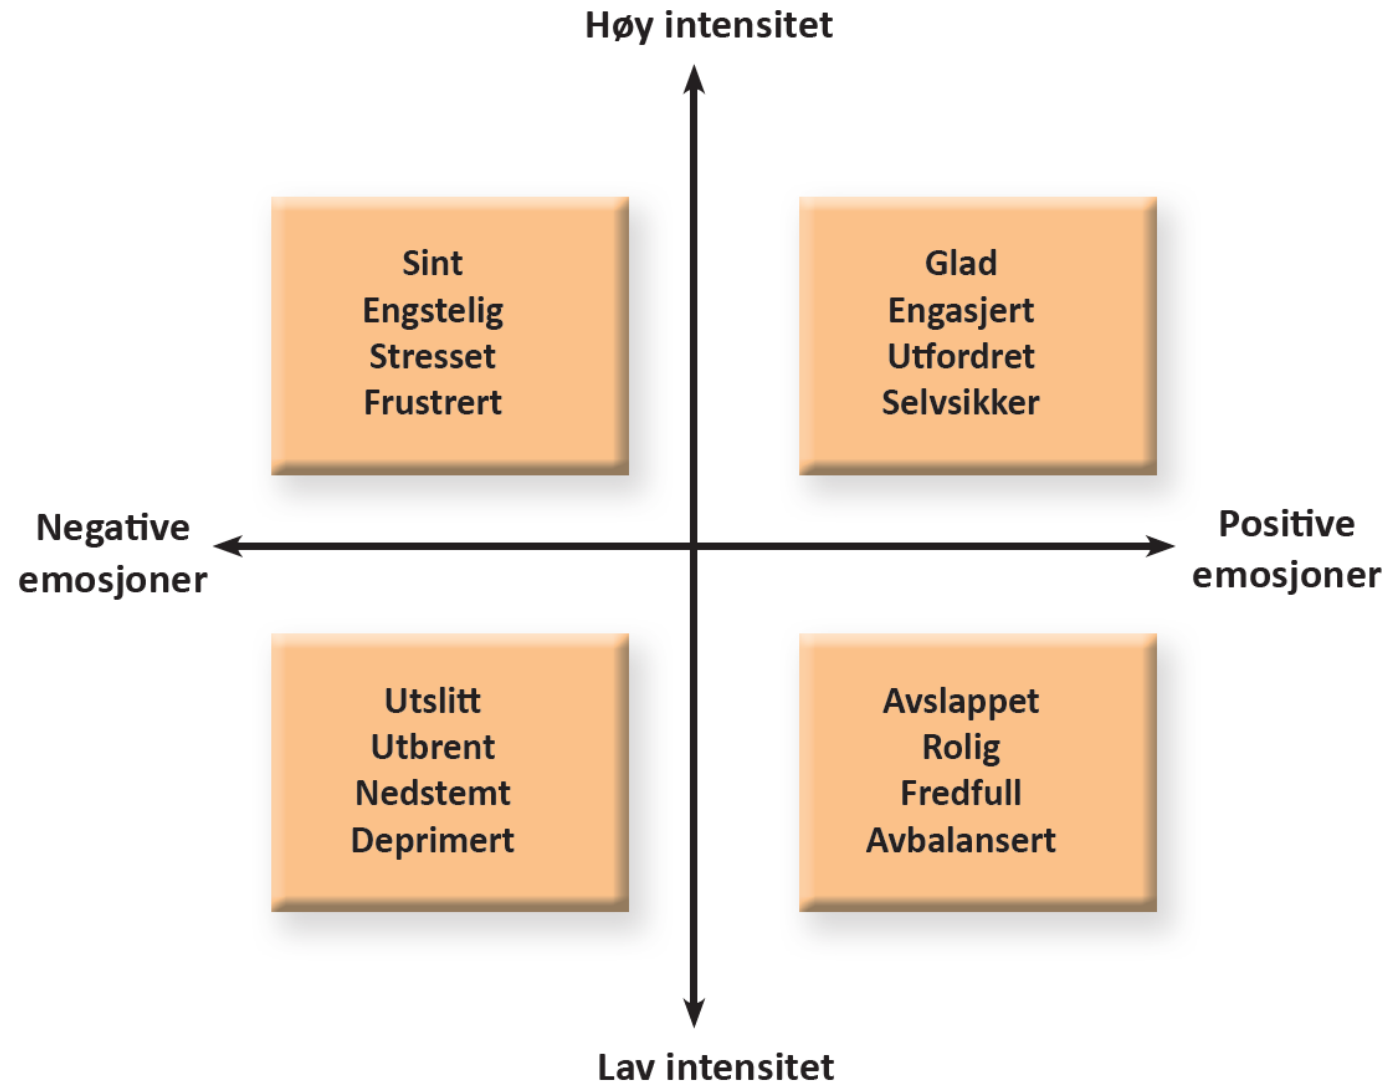 Høy intensitet
Sint
Engstelig
Stresset
Frustrert
Glad
Engasjert
Utfordret
Selvsikker
Negative
emosjoner
Positive
emosjoner
Utslitt
Utbrent
Nedstemt
Deprimert
Avslappet
Rolig
Fredfull
Avbalansert
Lav intensitet